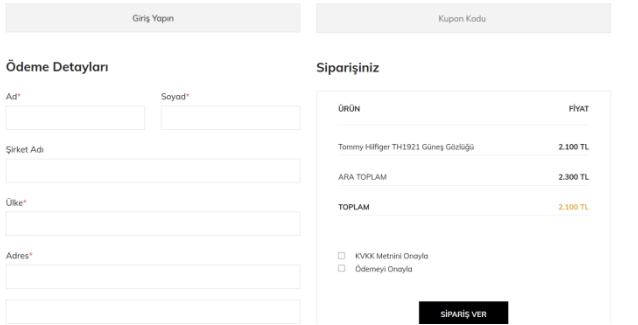 Giriş Yapın
Kupon Kodu
Ödeme Detayları
Ad*
Soyad*
Şirket Adı
Ülke*
Adres*
Siparişiniz
ÜRÜN FİYAT
Tommy Hilfiger TH1921 Güneş Gözlüğü 2.100 TL
ARA TOPLAM 2.300 TL
TOPLAM 2.100 TL
KVKK Metnini Onayla
Ödemeyi Onayla
SİPARİŞ VER